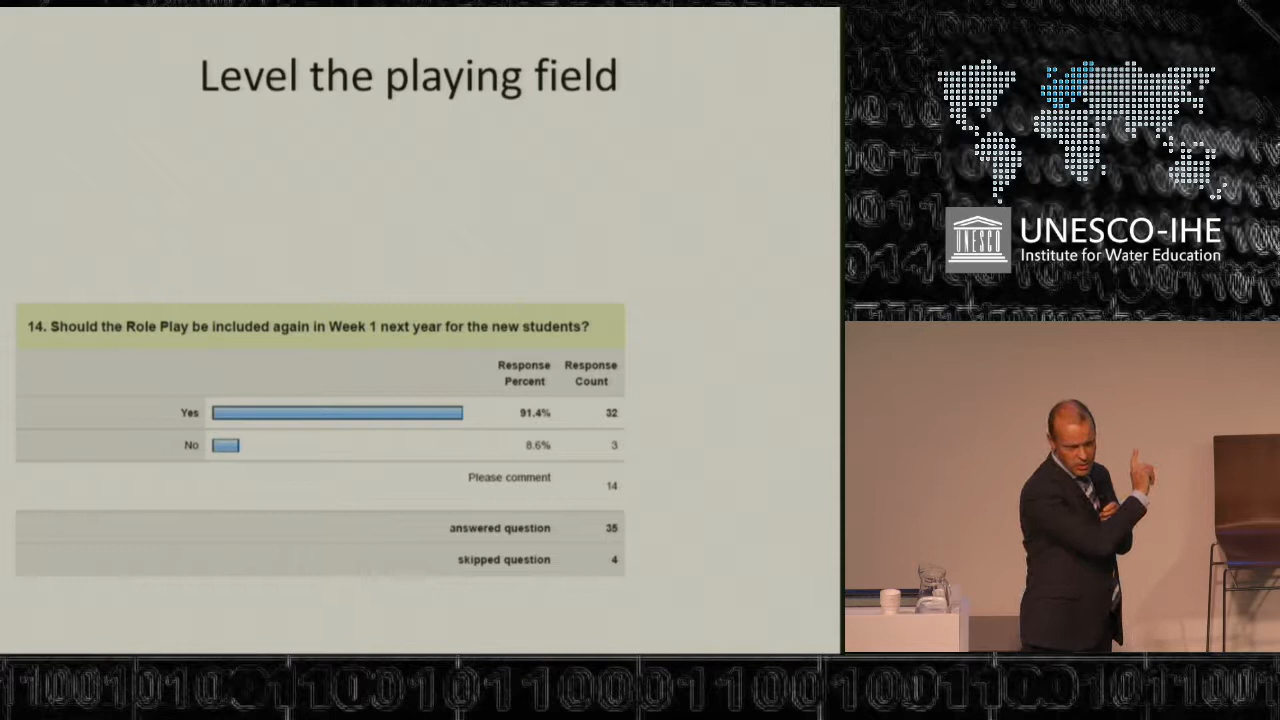 Level the playing field
14. Should the Role Play be included again in Week 1 next year for the new students?
Response Percent Response Count
Yes 91.4% 32
No 8.6% 3
Please comment 14
answered question 35
skipped question 4
UNESCO
UNESCO-IHE
Institute for Water Education